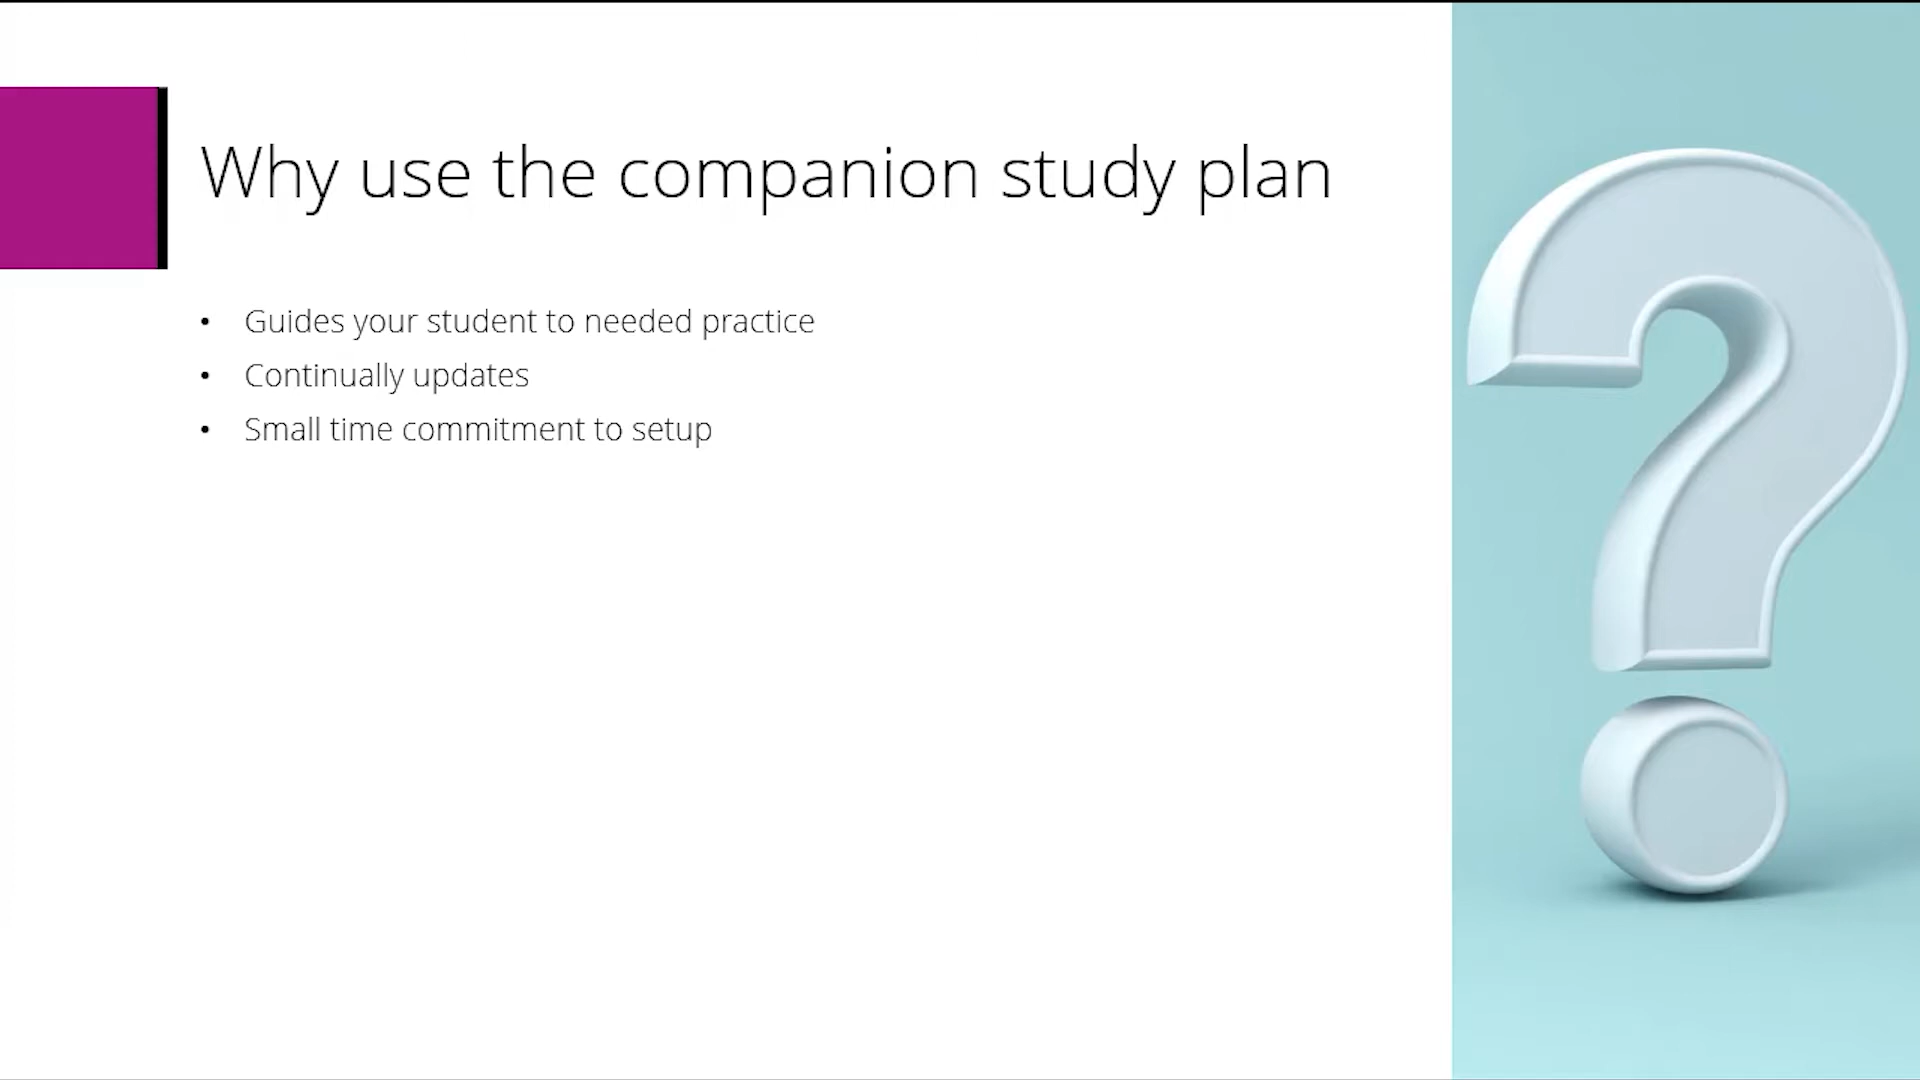 Why use the companion study plan
• Guides your student to needed practice
• Continually updates
• Small time commitment to setup